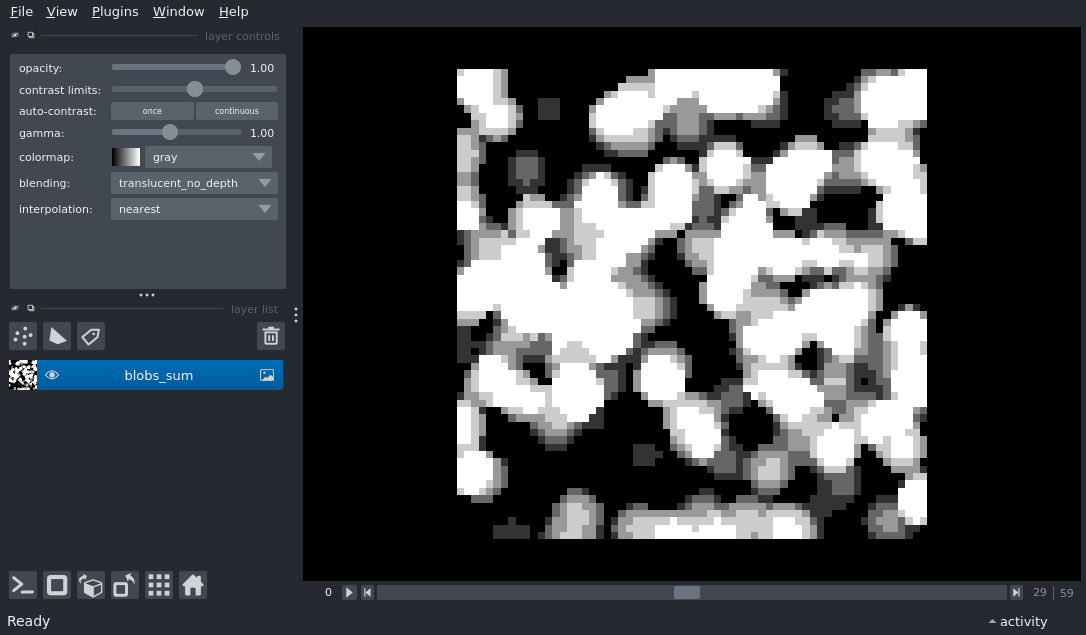 File View Plugins Window Help
layer controls
opacity: 1.00
contrast limits:
auto-contrast: once continuous
gamma: 1.00
colormap: gray
blending: translucent_no_depth
interpolation: nearest
layer list
blobs_sum
0 29 59
Ready activity